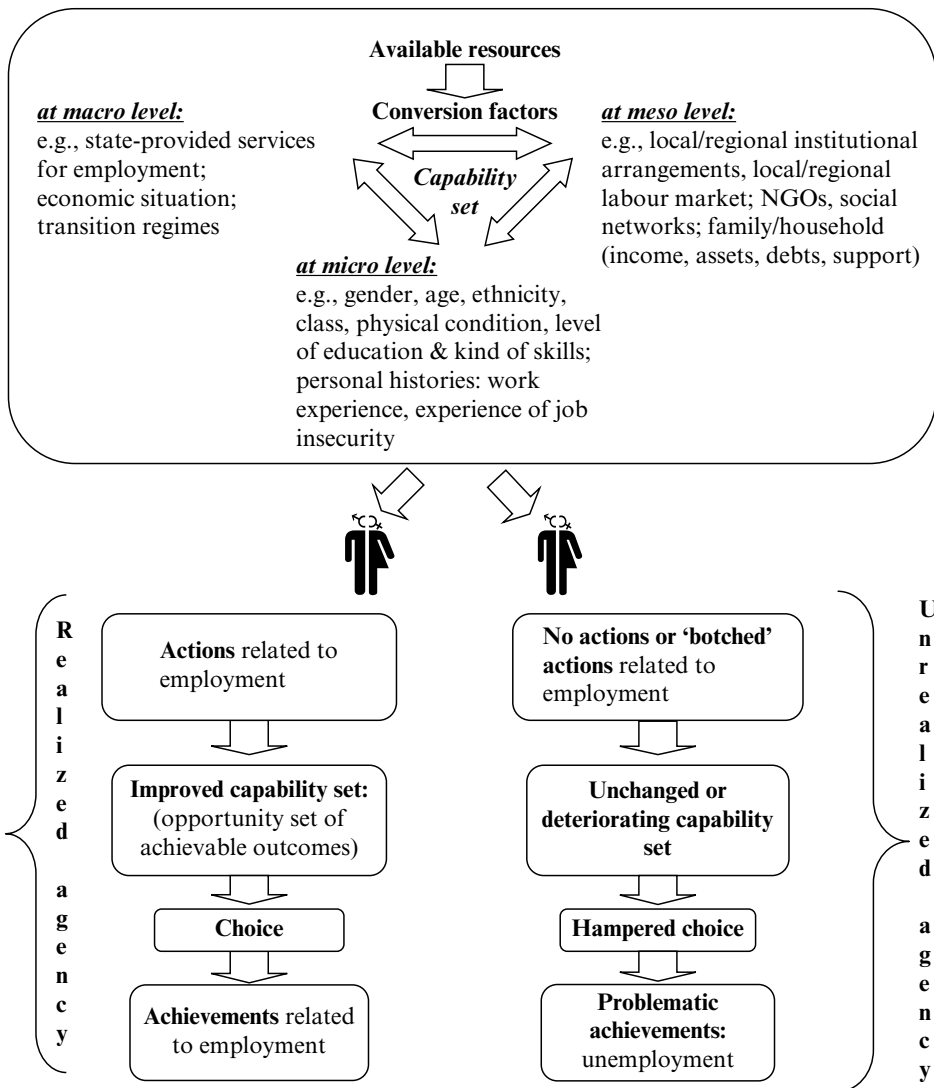 Available resources
Conversion factors
Capability
set
at macro level:
e.g., state-provided services
for employment;
economic situation;
transition regimes
at meso level:
e.g., local/regional institutional
arrangements, local/regional
labour market; NGOs, social
networks; family/household
(income, assets, debts, support)
at micro level:
e.g., gender, age, ethnicity,
class, physical condition, level
of education & kind of skills;
personal histories: work
experience, experience of job
insecurity
Realized agency
Actions related to
employment
Improved capability set:
(opportunity set of
achievable outcomes)
Choice
Achievements related
to employment
No actions or ‘botched’
actions related to
employment
Unchanged or
deteriorating capability
set
Hampered choice
Problematic
achievements:
unemployment
Unrealized agency